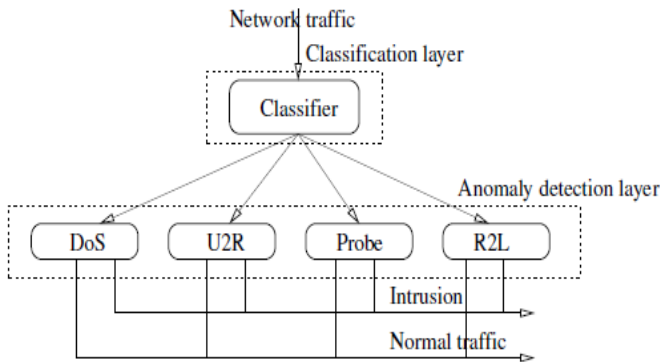 Network traffic
Classification layer
Classifier
Anomaly detection layer
DoS
U2R
Probe
R2L
Intrusion
Normal traffic